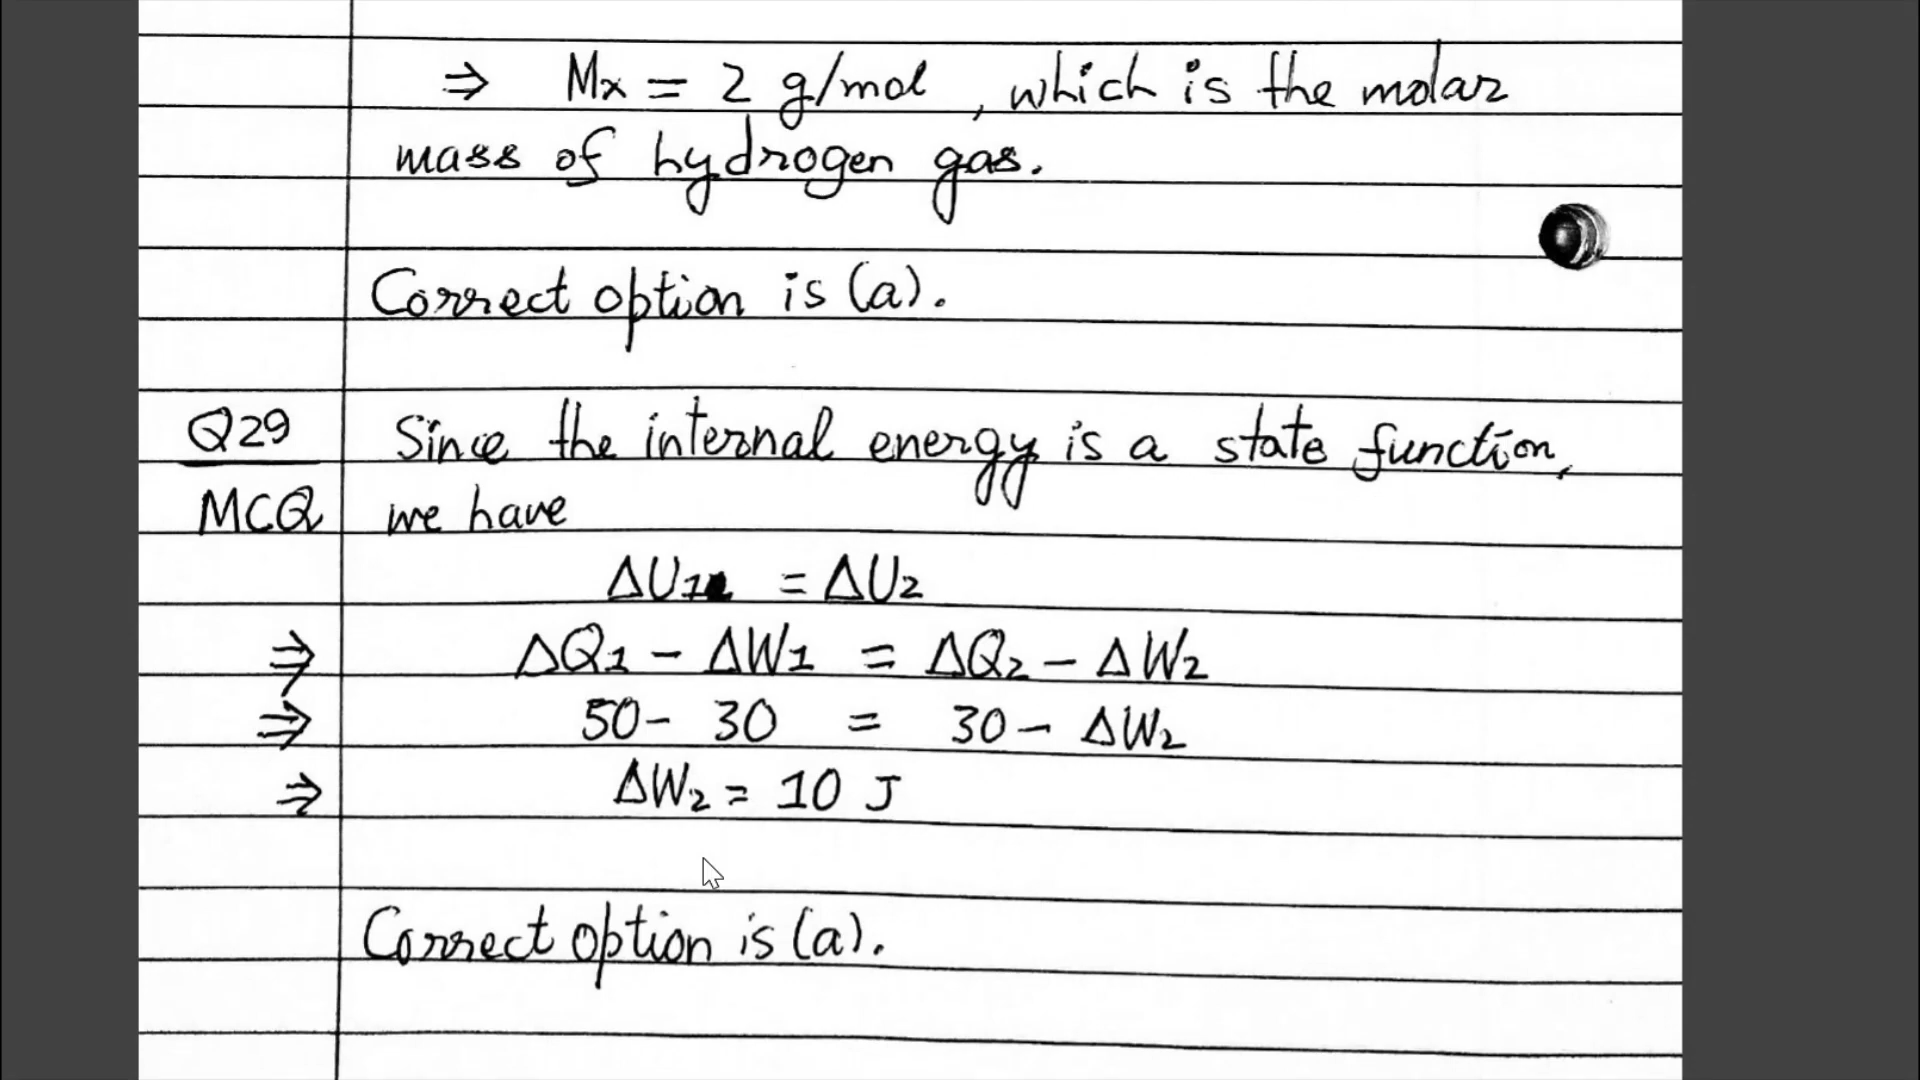 ⇒ Mx = 2 g/mol , which is the molar
mass of hydrogen gas.
Correct option is (a).
Q29 Since the internal energy is a state function,
MCQ we have
ΔU1 = ΔU2
⇒ ΔQ1 - ΔW1 = ΔQ2 - ΔW2
⇒ 50 - 30 = 30 - ΔW2
⇒ ΔW2 = 10 J
Correct option is (a).